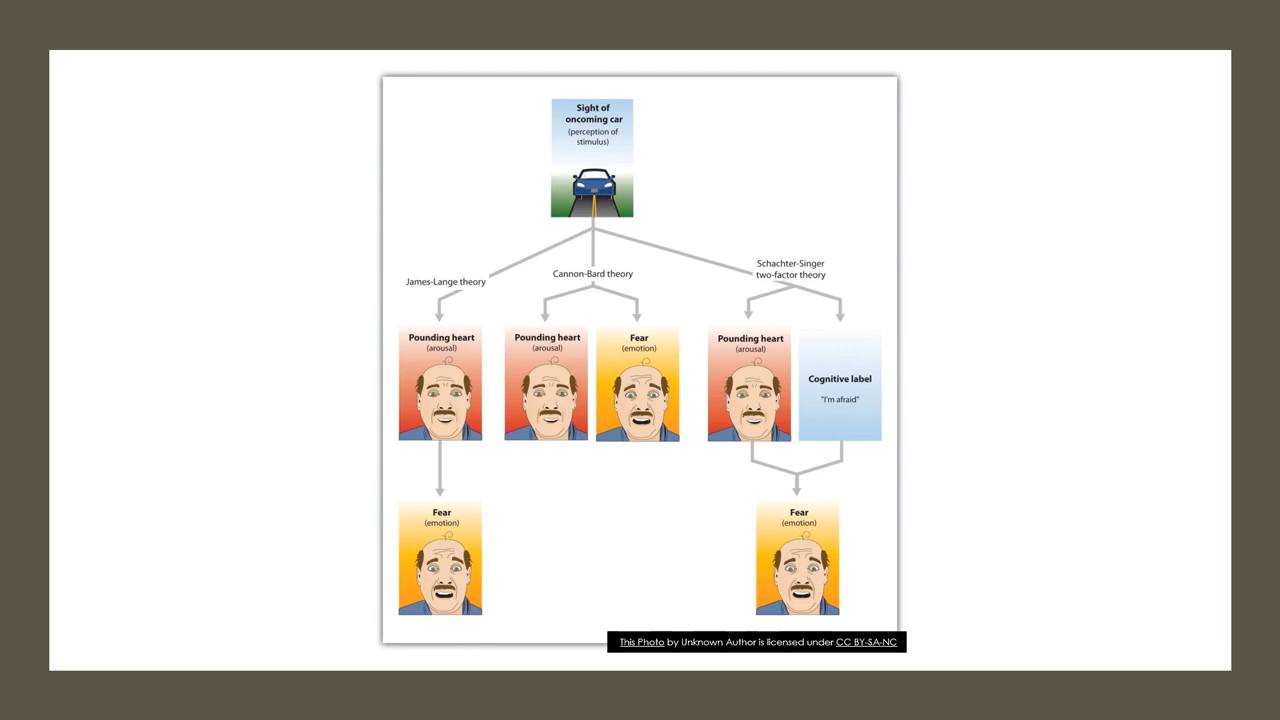 Sight of
oncoming car
(perception of
stimulus)
James-Lange theory
Cannon-Bard theory
Schachter-Singer
two-factor theory
Pounding heart
(arousal)
Pounding heart
(arousal)
Fear
(emotion)
Pounding heart
(arousal)
Cognitive label
"I'm afraid"
Fear
(emotion)
Fear
(emotion)
This Photo by Unknown Author is licensed under CC BY-SA-NC